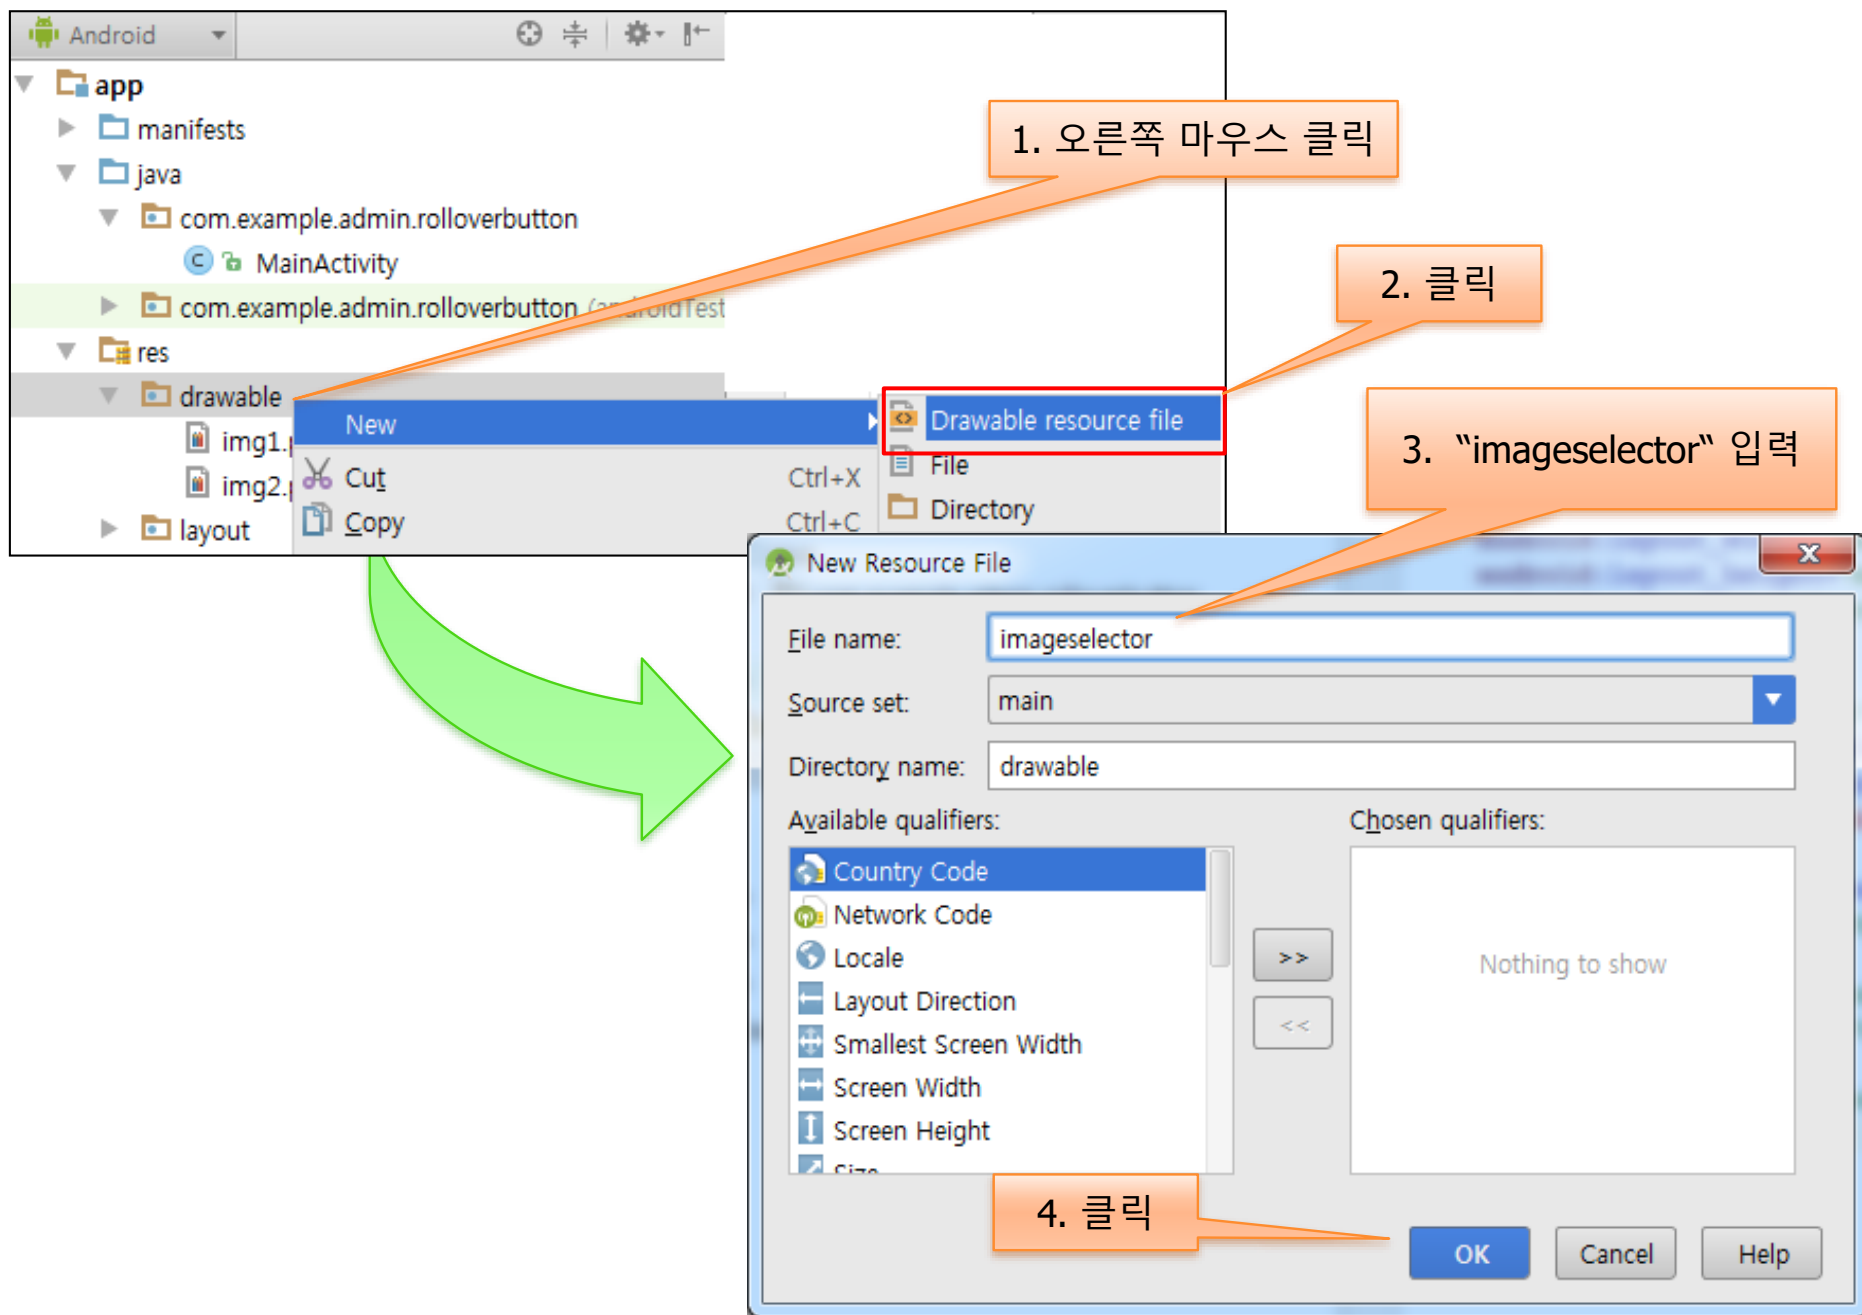 Android
app
manifests
1. 오른쪽 마우스 클릭
java
com.example.admin.rolloverbutton
MainActivity
2. 클릭
com.example.admin.rolloverbutton
res
drawable
New
Drawable resource file
img1.p
3. “imageselector“ 입력
File
Cut Ctrl+X
img2.p
Directory
Copy Ctrl+C
layout
New Resource File
File name: imageselector
Source set: main
Directory name: drawable
Available qualifiers: Chosen qualifiers:
Country Code
Network Code
Locale
>>
Nothing to show
Layout Direction
<<
Smallest Screen Width
Screen Width
Screen Height
Size
4. 클릭
OK Cancel Help